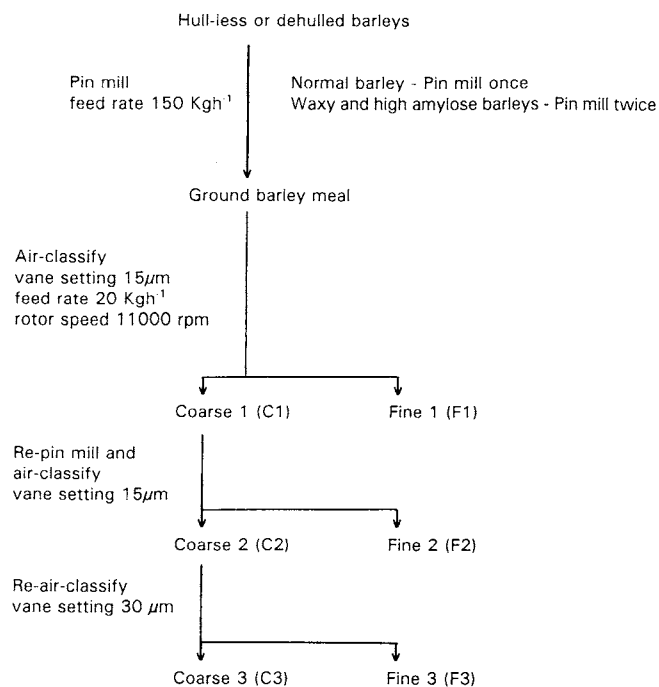 Hull-less or dehulled barleys
Pin mill
feed rate 150 Kgh⁻¹
Normal barley - Pin mill once
Waxy and high amylose barleys - Pin mill twice
Ground barley meal
Air-classify
vane setting 15μm
feed rate 20 Kgh⁻¹
rotor speed 11000 rpm
Coarse 1 (C1)
Fine 1 (F1)
Re-pin mill and
air-classify
vane setting 15μm
Coarse 2 (C2)
Fine 2 (F2)
Re-air-classify
vane setting 30 μm
Coarse 3 (C3)
Fine 3 (F3)